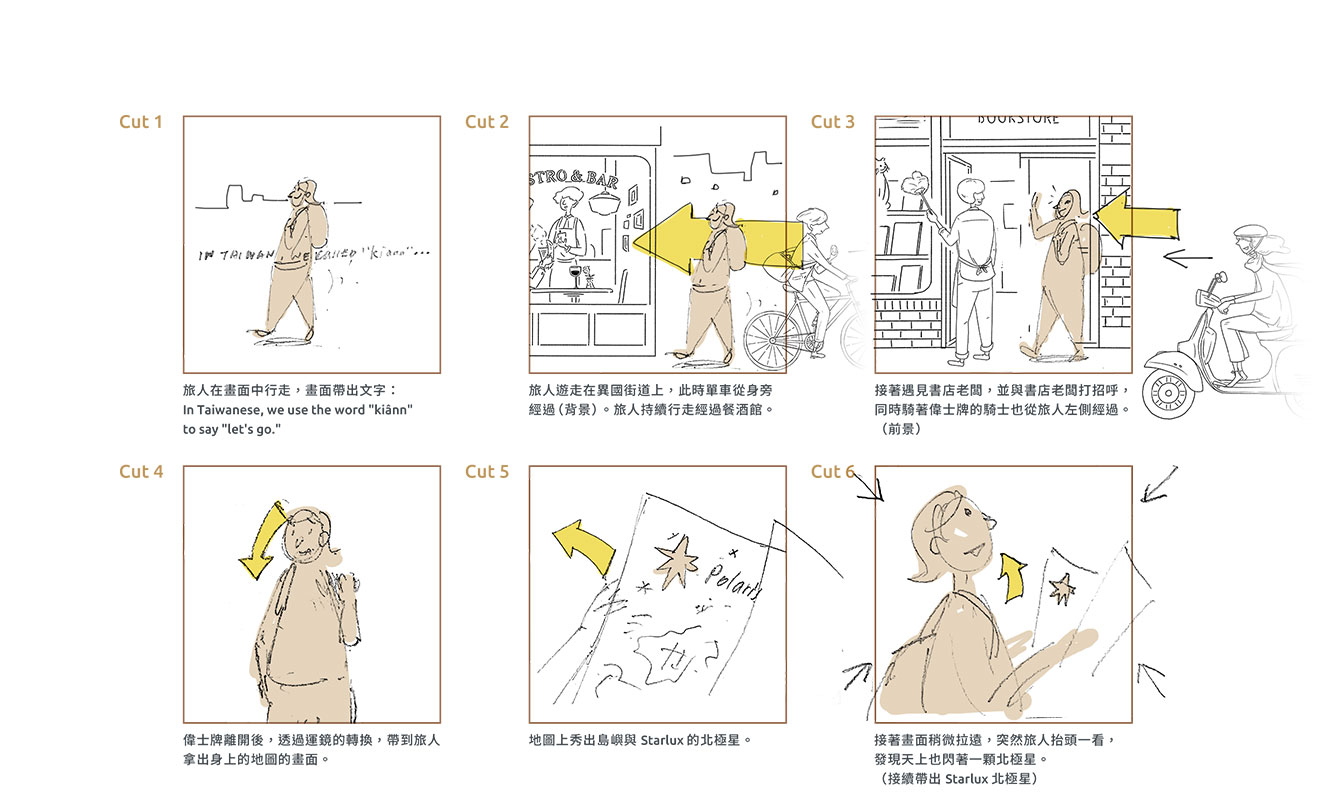 Cut 1
IN TAIWAN WE CALLED "kiânn"...
旅人在畫面中行走，畫面帶出文字：
In Taiwanese, we use the word "kiânn"
to say "let's go."
Cut 2
STRO & BAR
旅人遊走在異國街道上，此時單車從身旁
經過（背景）。旅人持續行走經過餐酒館。
Cut 3
BOOKSTORE
接著遇見書店老闆，並與書店老闆打招呼，
同時騎著偉士牌的騎士也從旅人左側經過。
（前景）
Cut 4
偉士牌離開後，透過運鏡的轉換，帶到旅人
拿出身上的地圖的畫面。
Cut 5
Polaris
地圖上秀出島嶼與 Starlux 的北極星。
Cut 6
接著畫面稍微拉遠，突然旅人抬頭一看，
發現天上也閃著一顆北極星。
（接續帶出 Starlux 北極星）